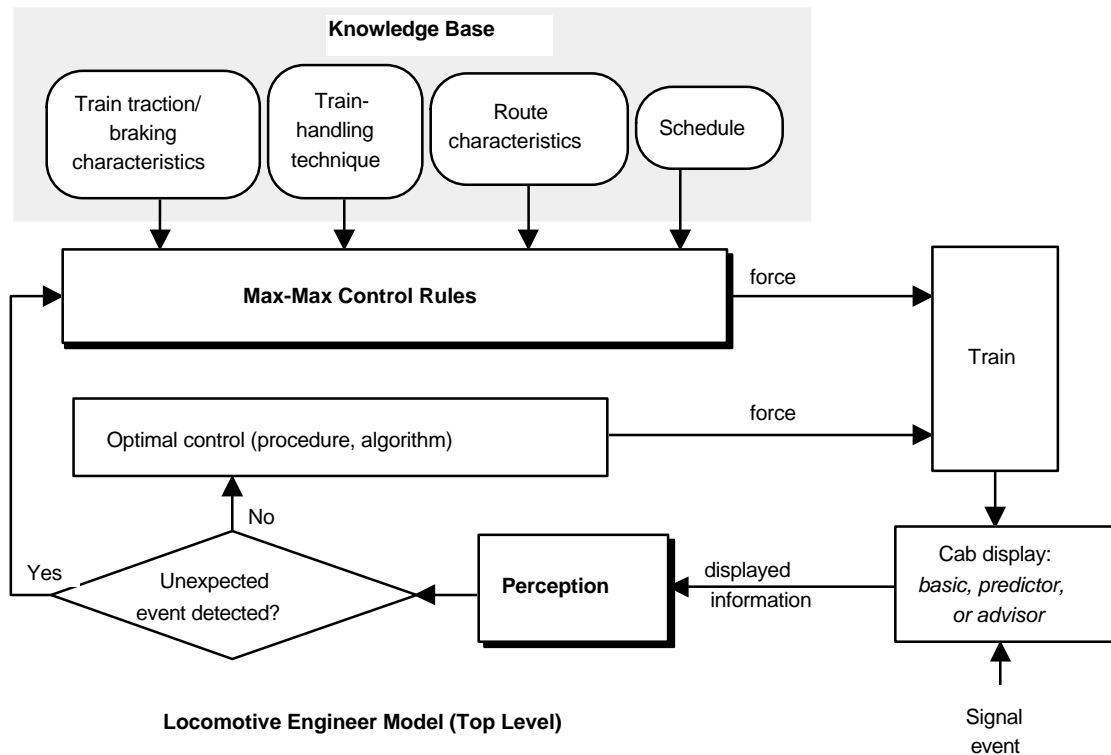 Knowledge Base
Train traction/
braking
characteristics
Train-
handling
technique
Route
characteristics
Schedule
Max-Max Control Rules
force
Train
Optimal control (procedure, algorithm)
force
No
Yes
Unexpected
event detected?
Perception
displayed
information
Cab display:
basic, predictor,
or advisor
Locomotive Engineer Model (Top Level)
Signal
event